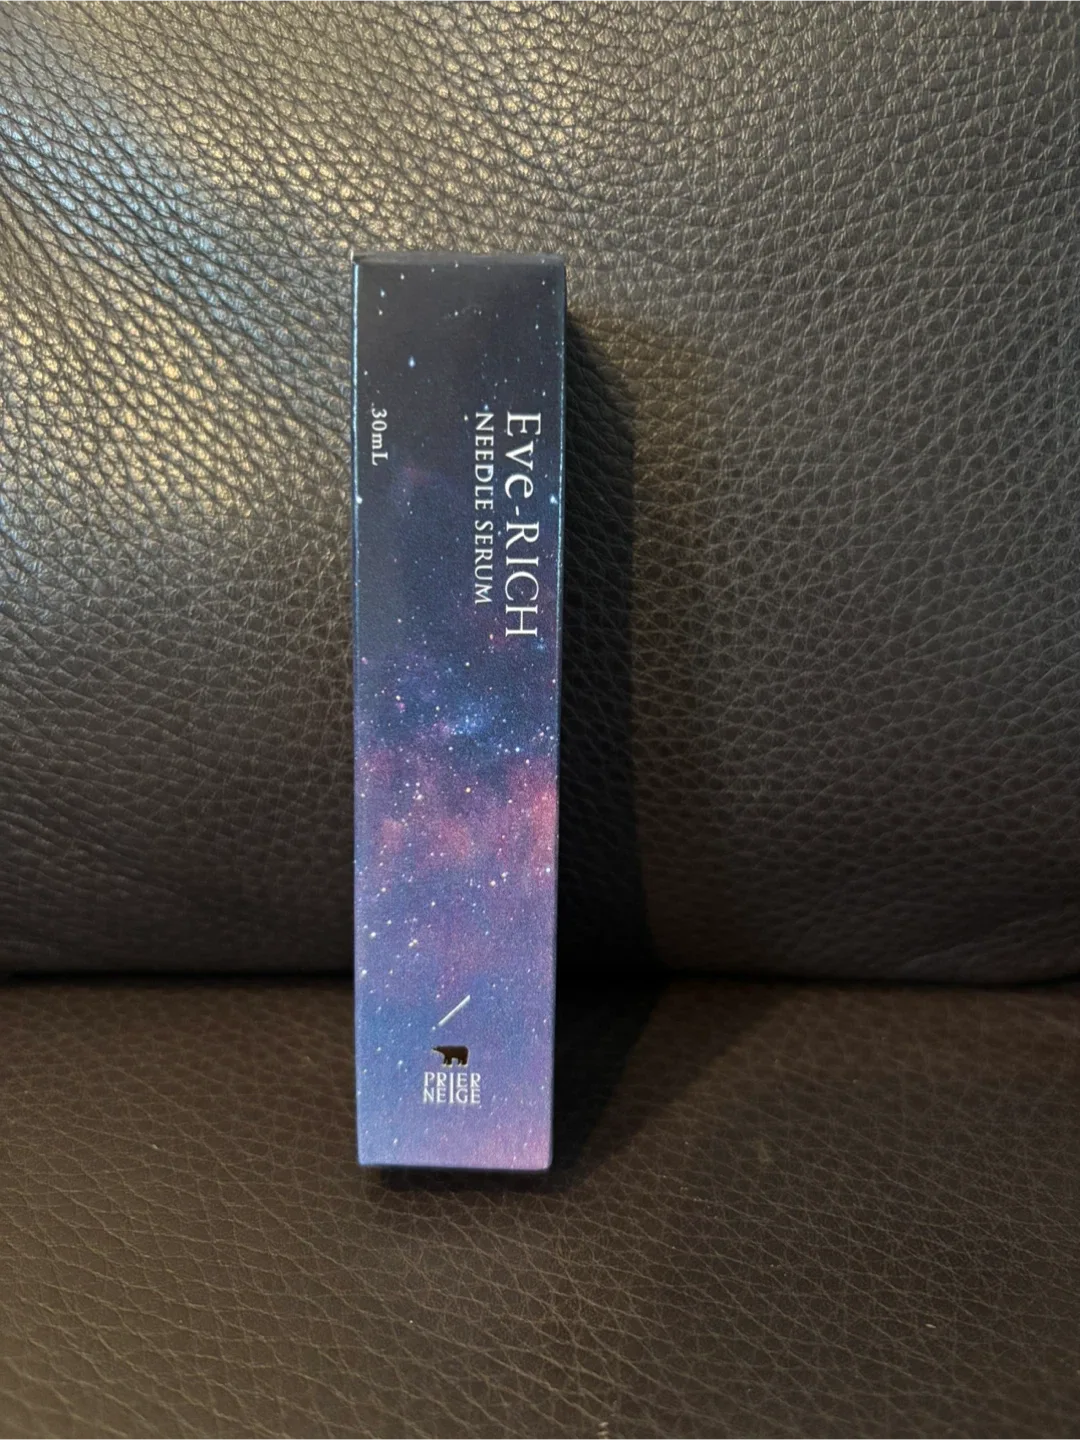 Eve-RICH
NEEDLE SERUM
30mL
PRIER
NEIGE